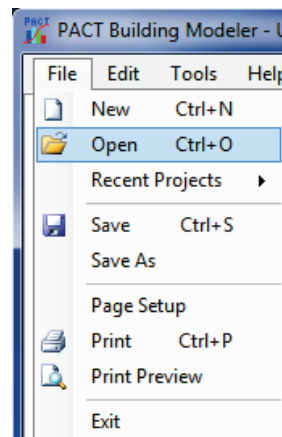 PACT PACT Building Modeler -
File Edit Tools Help
New Ctrl+N
Open Ctrl+O
Recent Projects
Save Ctrl+S
Save As
Page Setup
Print Ctrl+P
Print Preview
Exit